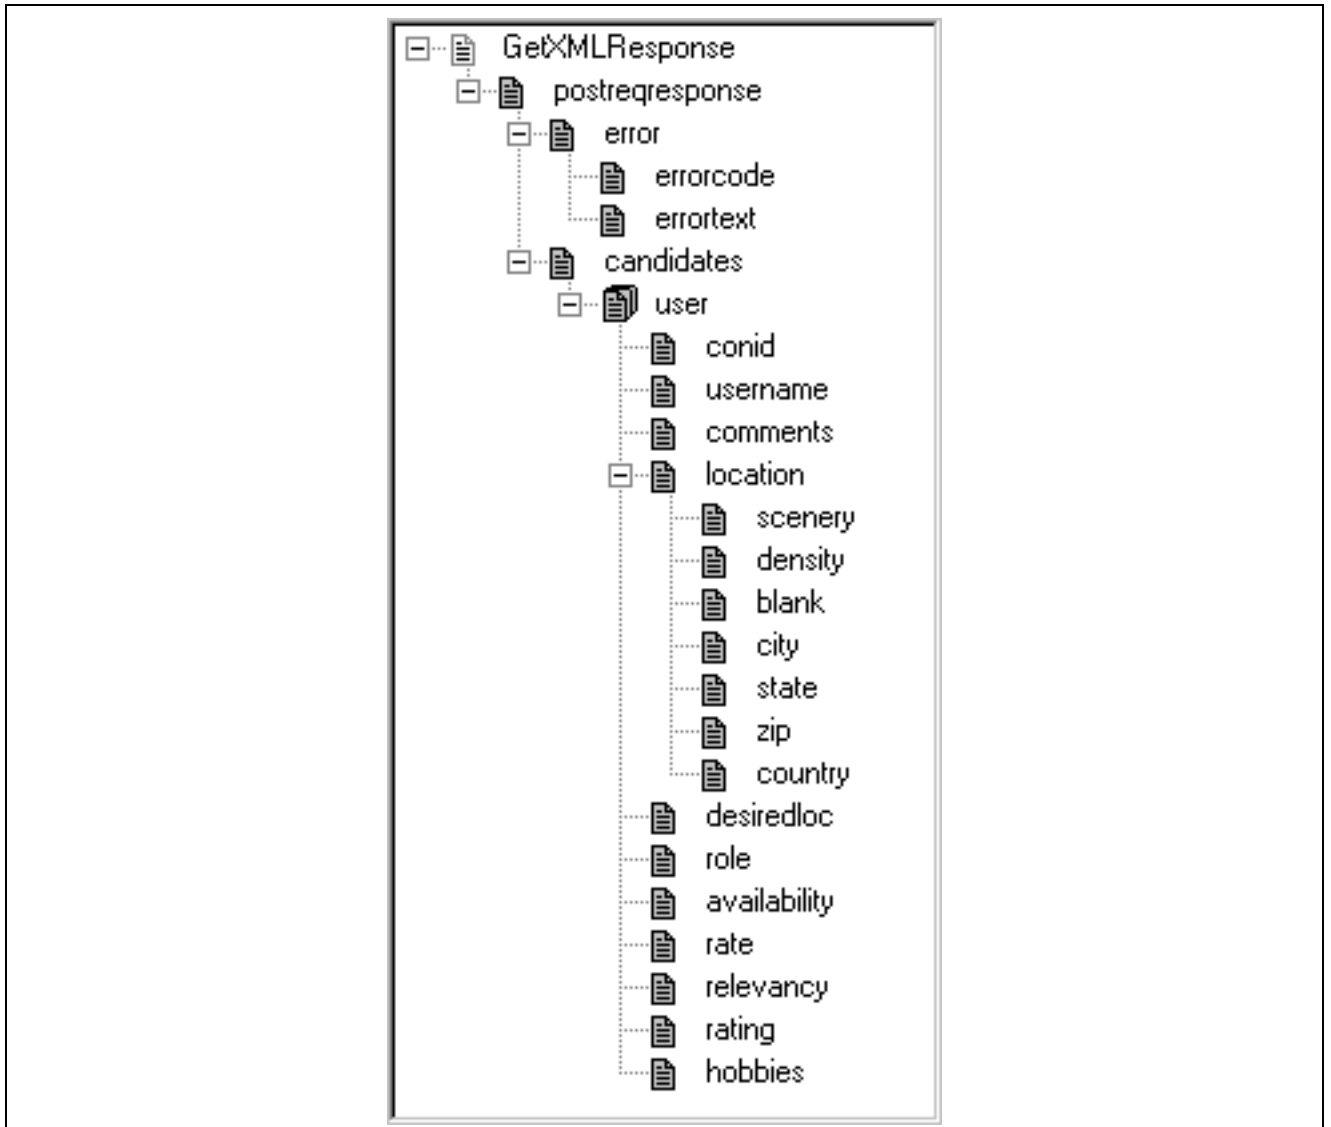 GetXMLResponse
postreqresponse
error
errorcode
errortext
candidates
user
conid
username
comments
location
scenery
density
blank
city
state
zip
country
desiredloc
role
availability
rate
relevancy
rating
hobbies